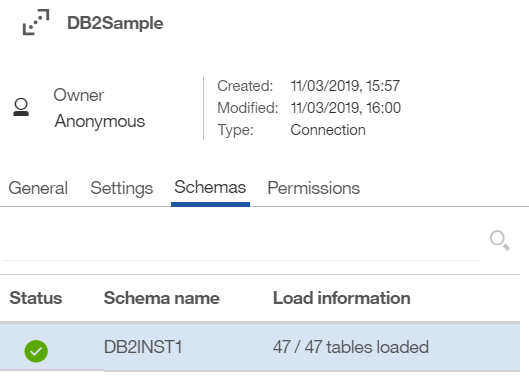 DB2Sample
Owner
Anonymous
Created: 11/03/2019, 15:57
Modified: 11/03/2019, 16:00
Type: Connection
General Settings Schemas Permissions
Status Schema name Load information
DB2INST1 47 / 47 tables loaded